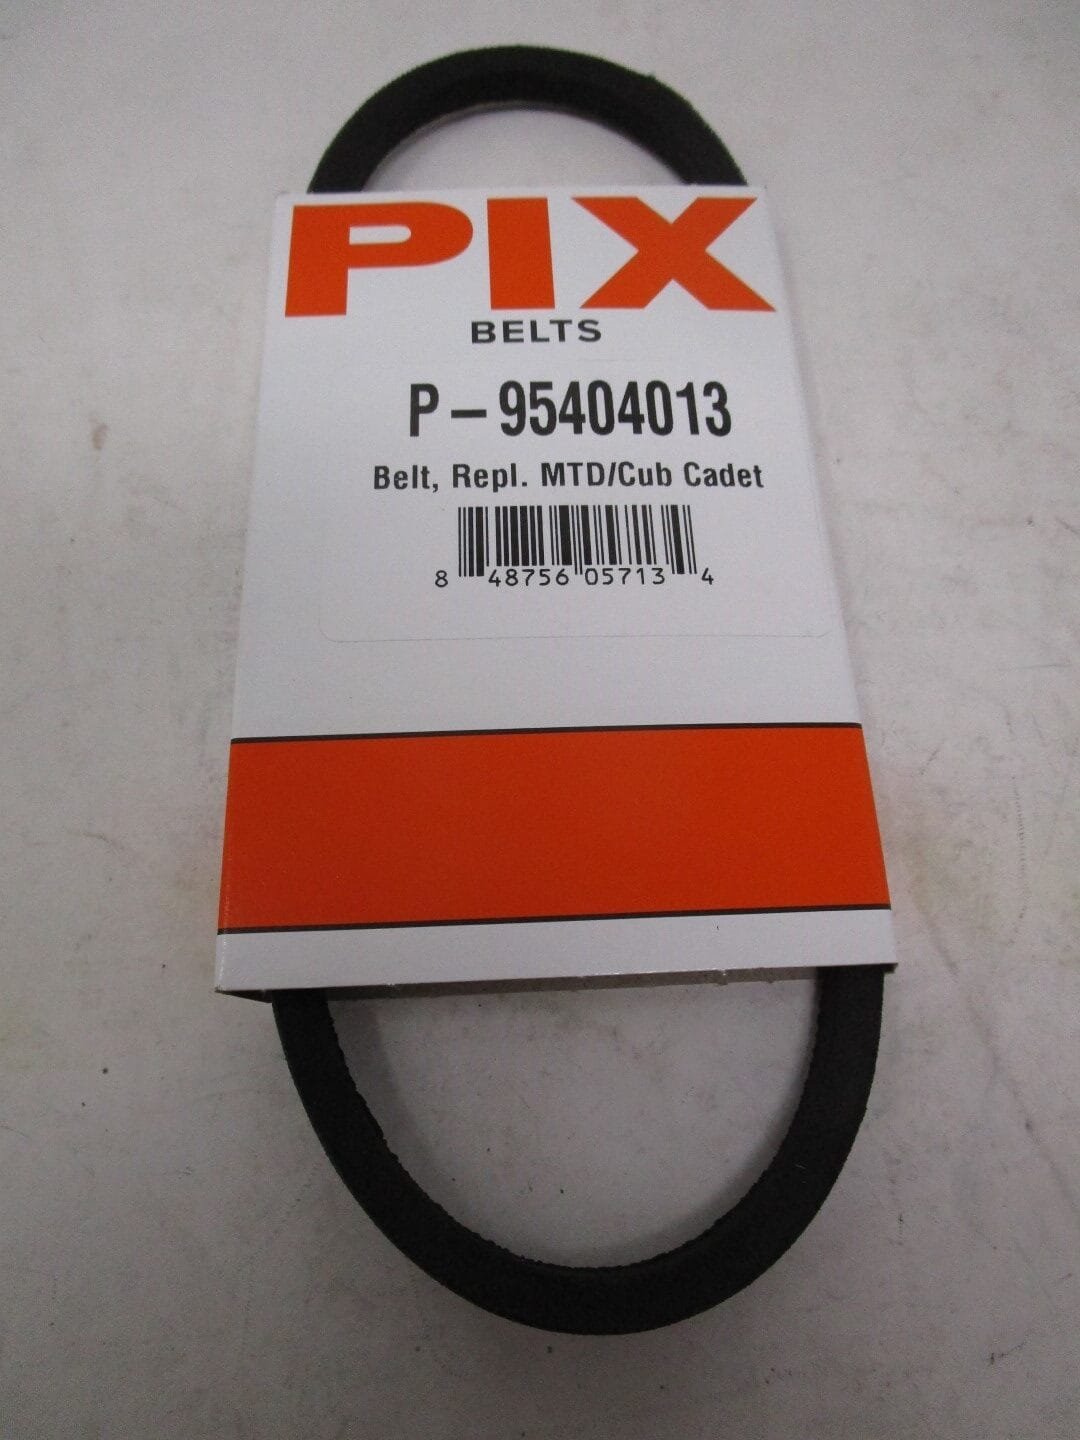 PIX
BELTS
P-95404013
Belt, Repl. MTD/Cub Cadet
8 48756 05713 4